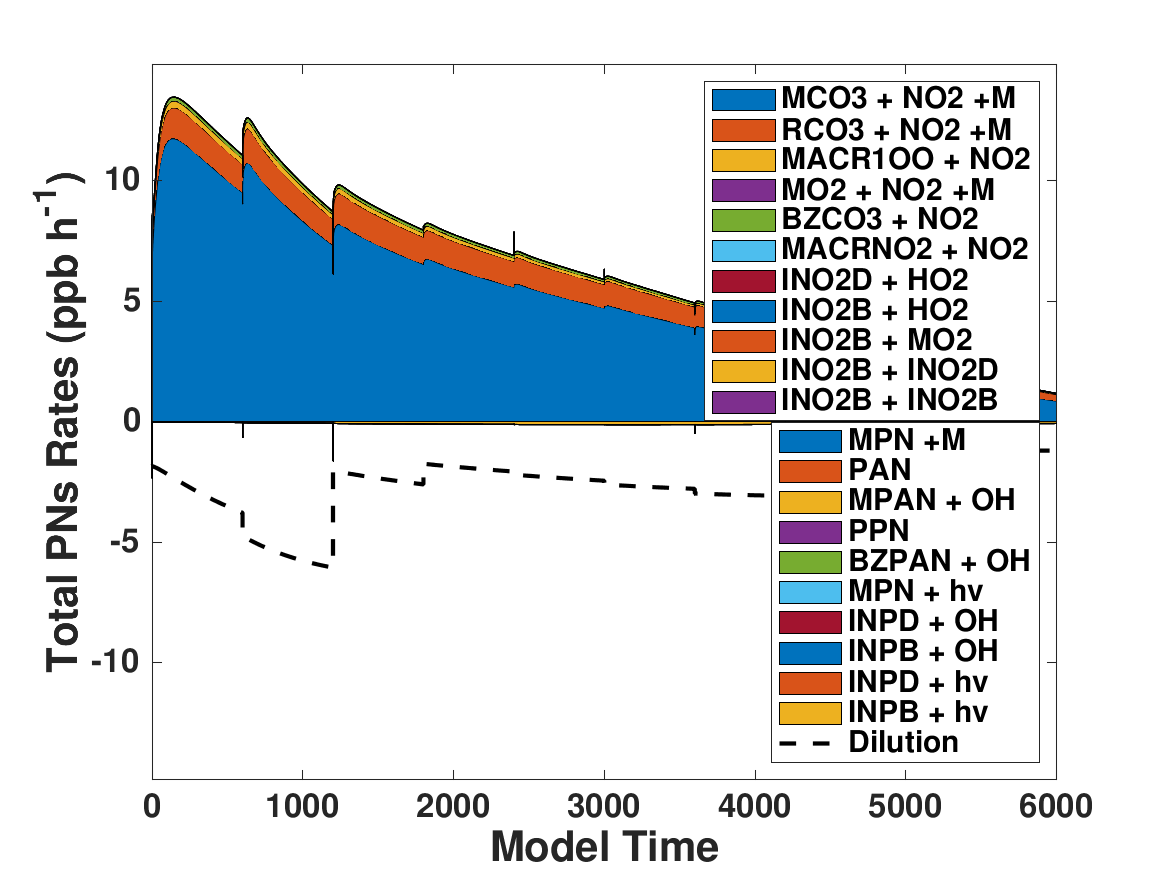 Total PNs Rates (ppb h-1)
10
5
0
-5
-10
MCO3 + NO2 +M
RCO3 + NO2 +M
MACR1OO + NO2
MO2 + NO2 +M
BZCO3 + NO2
MACRNO2 + NO2
INO2D + HO2
INO2B + HO2
INO2B + MO2
INO2B + INO2D
INO2B + INO2B
MPN +M
PAN
MPAN + OH
PPN
BZPAN + OH
MPN + hv
INPD + OH
INPB + OH
INPD + hv
INPB + hv
Dilution
0 1000 2000 3000 4000 5000 6000
Model Time